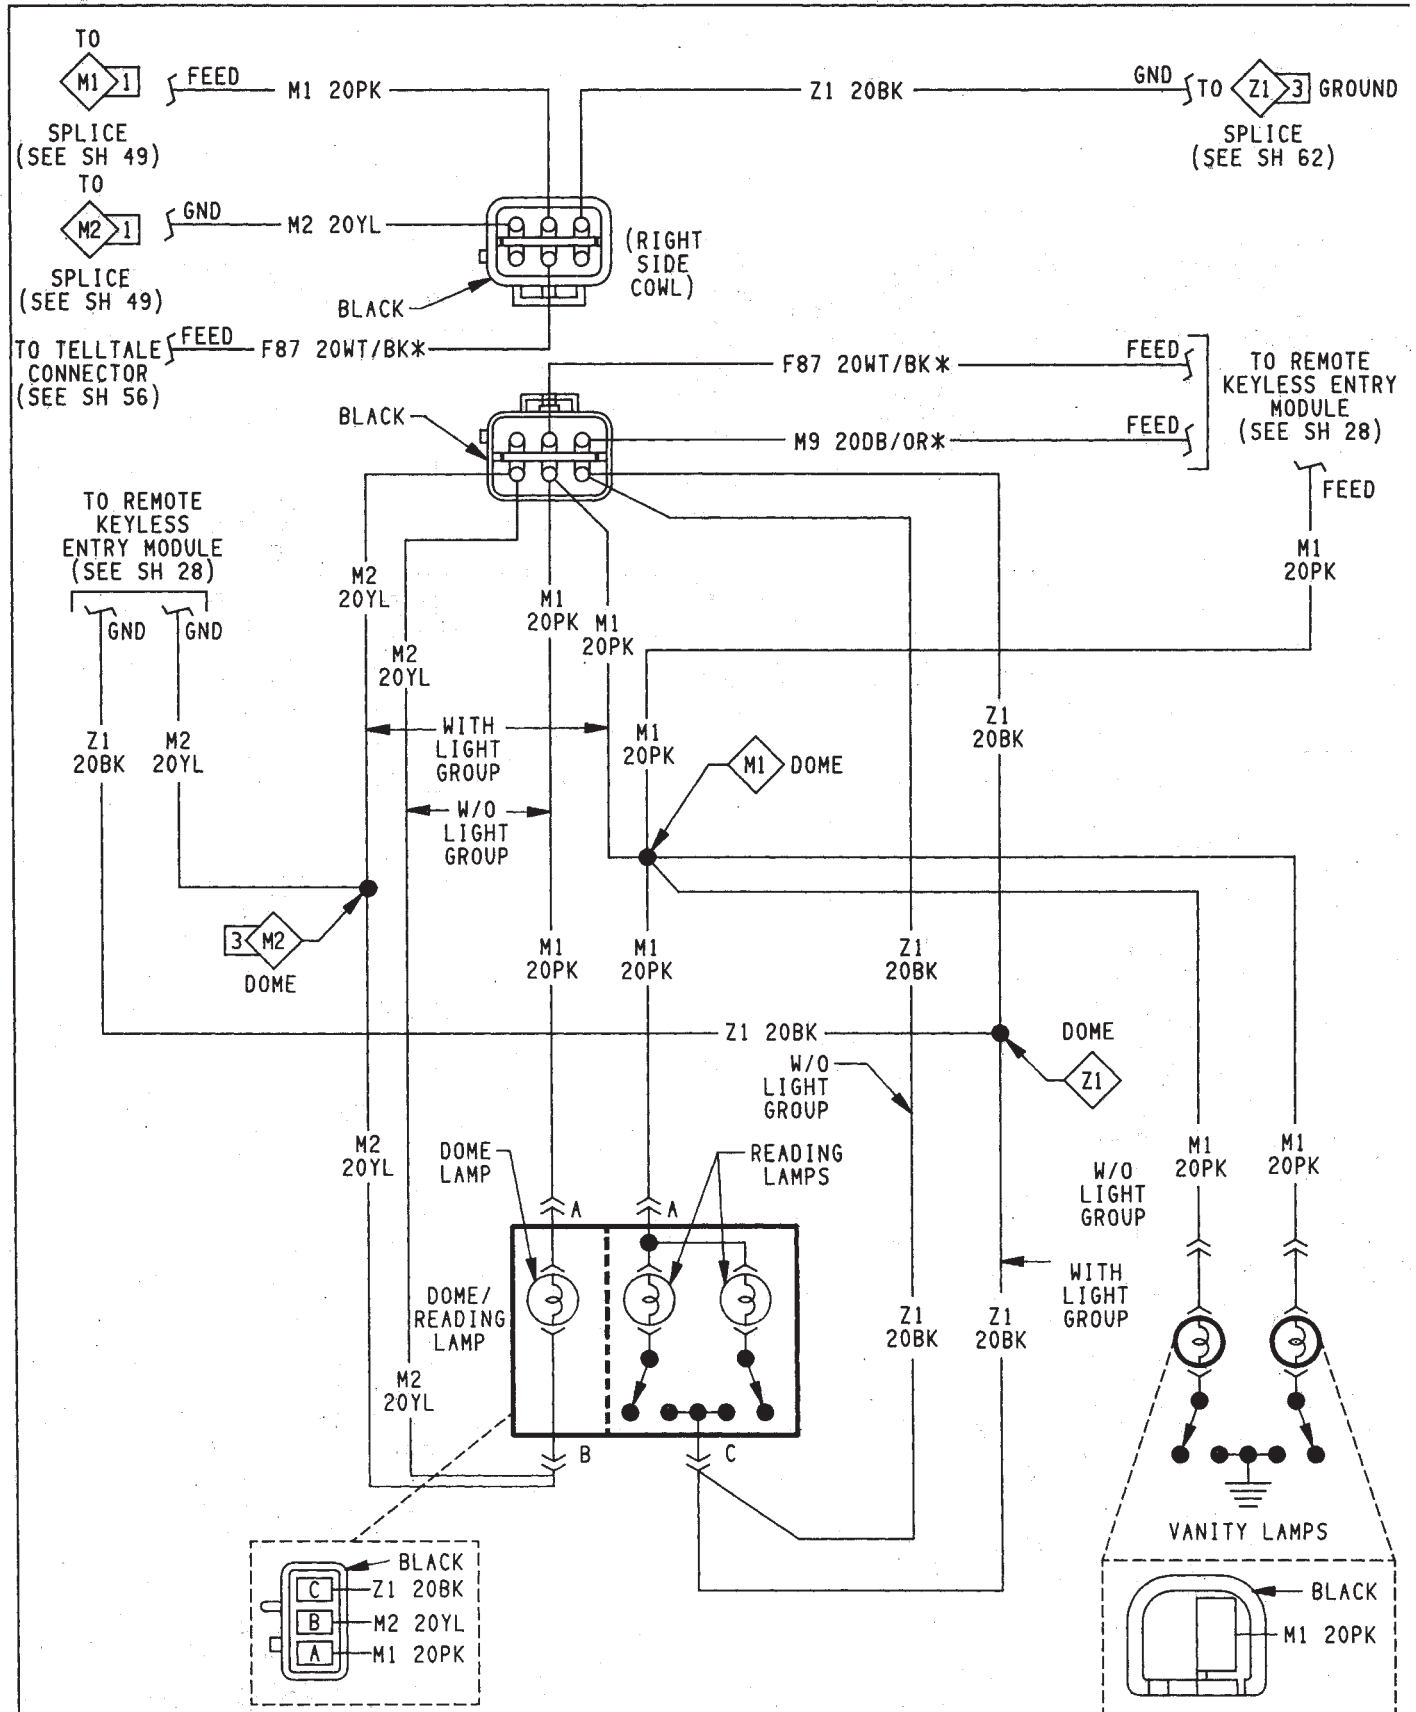 TO
M1 1
FEED
M1 20PK
SPLICE
(SEE SH 49)
Z1 20BK
GND
TO Z1 3 GROUND
SPLICE
(SEE SH 62)
TO
M2 1
GND
M2 20YL
SPLICE
(SEE SH 49)
(RIGHT
SIDE
COWL)
BLACK
TO TELLTALE
CONNECTOR
(SEE SH 56)
FEED
F87 20WT/BK*
F87 20WT/BK*
FEED
BLACK
M9 20DB/OR*
FEED
TO REMOTE
KEYLESS ENTRY
MODULE
(SEE SH 28)
FEED
M1
20PK
TO REMOTE
KEYLESS
ENTRY MODULE
(SEE SH 28)
GND
GND
M2
20YL
M1
20PK
M1
20PK
M2
20YL
Z1
20BK
M2
20YL
WITH
LIGHT
GROUP
M1
20PK
M1 DOME
Z1
20BK
W/O
LIGHT
GROUP
3 M2
DOME
M1
20PK
M1
20PK
Z1
20BK
Z1 20BK
DOME
Z1
W/O
LIGHT
GROUP
M2
20YL
DOME
LAMP
READING
LAMPS
W/O
LIGHT
GROUP
M1
20PK
M1
20PK
A
A
DOME/
READING
LAMP
WITH
LIGHT
GROUP
Z1
20BK
Z1
20BK
M2
20YL
B
C
VANITY LAMPS
BLACK
C Z1 20BK
B M2 20YL
A M1 20PK
BLACK
M1 20PK